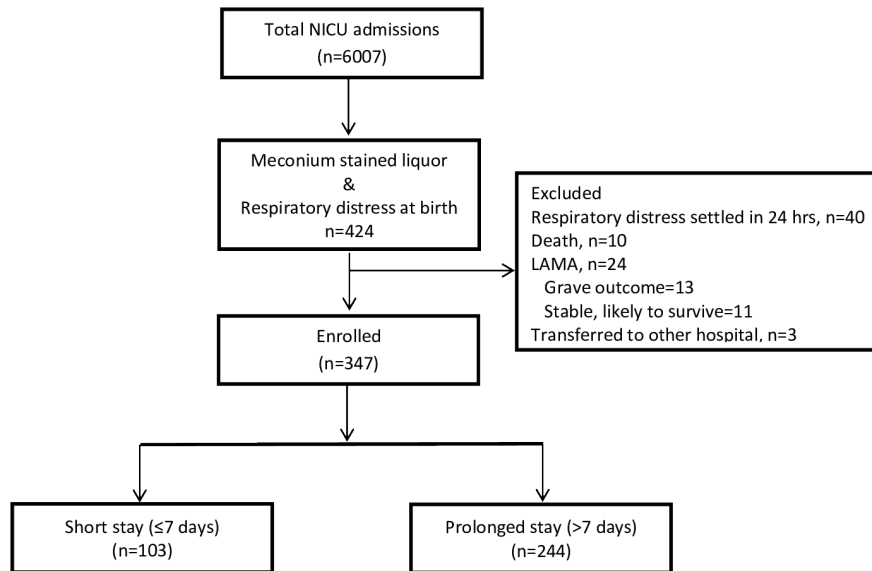 Total NICU admissions
(n=6007)
Meconium stained liquor
&
Respiratory distress at birth
n=424
Excluded
Respiratory distress settled in 24 hrs, n=40
Death, n=10
LAMA, n=24
Grave outcome=13
Stable, likely to survive=11
Transferred to other hospital, n=3
Enrolled
(n=347)
Short stay (≤7 days)
(n=103)
Prolonged stay (>7 days)
(n=244)